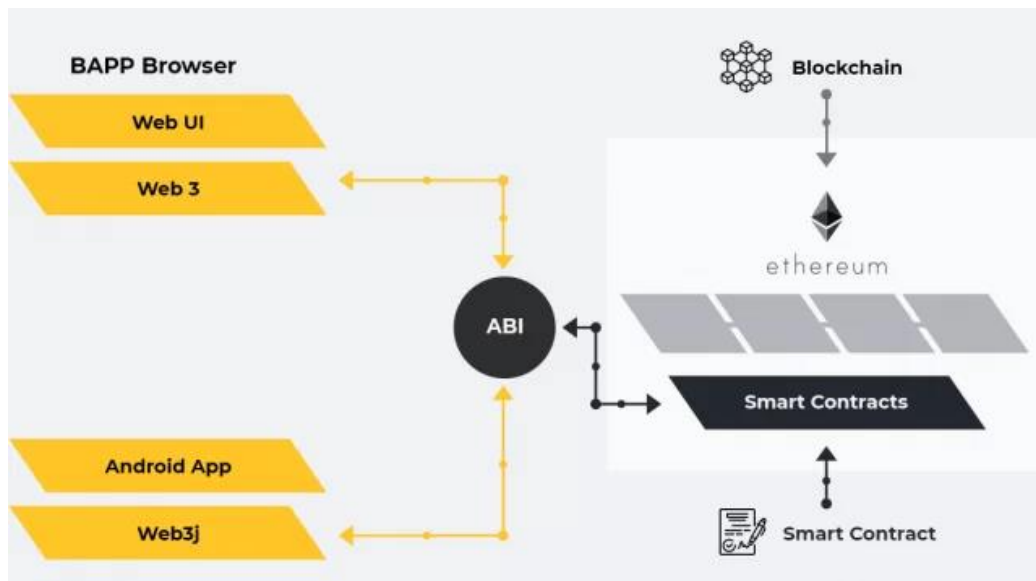 BAPP Browser
Web UI
Web 3
Blockchain
ethereum
ABI
Smart Contracts
Android App
Web3j
Smart Contract